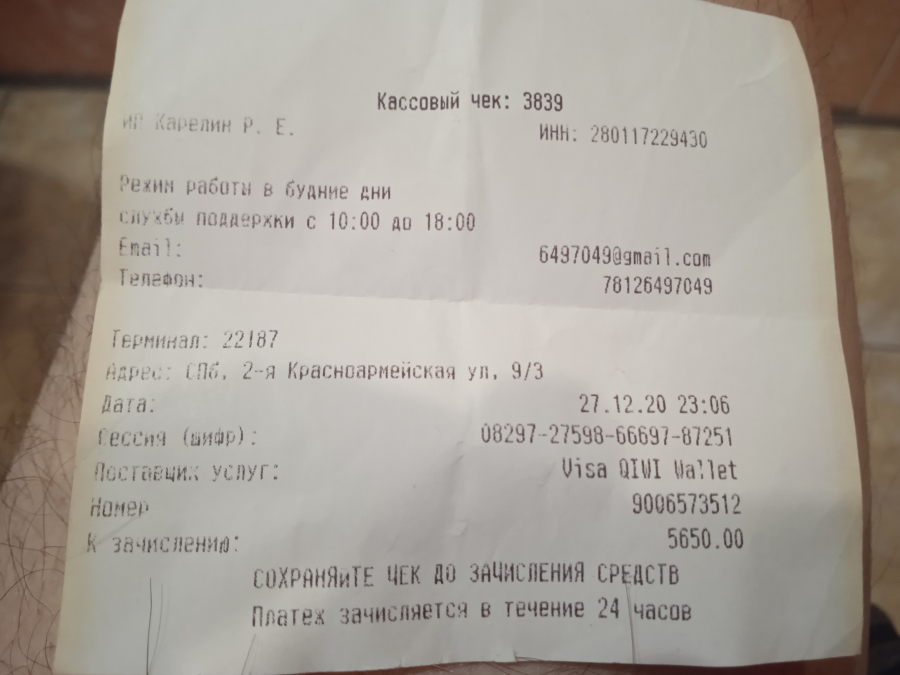 Кассовый чек: 3839
ИП Карелин Р. Е. ИНН: 280117229430
Режим работы в будние дни
службы поддержки с 10:00 до 18:00
Email: 6497049@gmail.com
Телефон: 78126497049
Терминал: 22187
Адрес: СПб, 2-я Красноармейская ул, 9/3
Дата: 27.12.20 23:06
Сессия (шифр): 08297-27598-66697-87251
Поставщик услуг: Visa QIWI Wallet
Номер 9006573512
К зачислению: 5650.00
СОХРАНЯйТЕ ЧЕК ДО ЗАЧИСЛЕНИЯ СРЕДСТВ
Платеж зачисляется в течение 24 часов